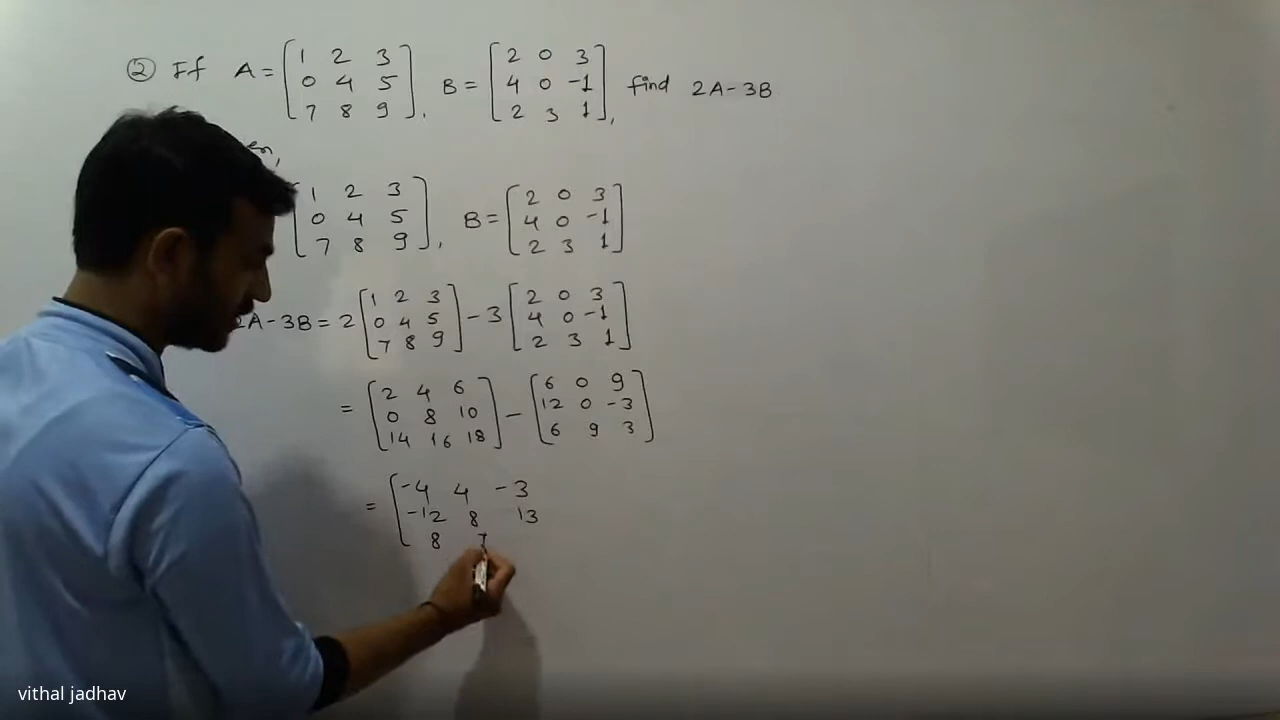 ② If A = [1 2 3 0 4 5 7 8 9], B = [2 0 3 4 0 -1 2 3 1], find 2A-3B
[1 2 3 0 4 5 7 8 9], B = [2 0 3 4 0 -1 2 3 1]
2A-3B = 2 [1 2 3 0 4 5 7 8 9] - 3 [2 0 3 4 0 -1 2 3 1]
= [2 4 6 0 8 10 14 16 18] - [6 0 9 12 0 -3 6 9 3]
= [-4 4 -3 -12 8 13 8 7
vithal jadhav